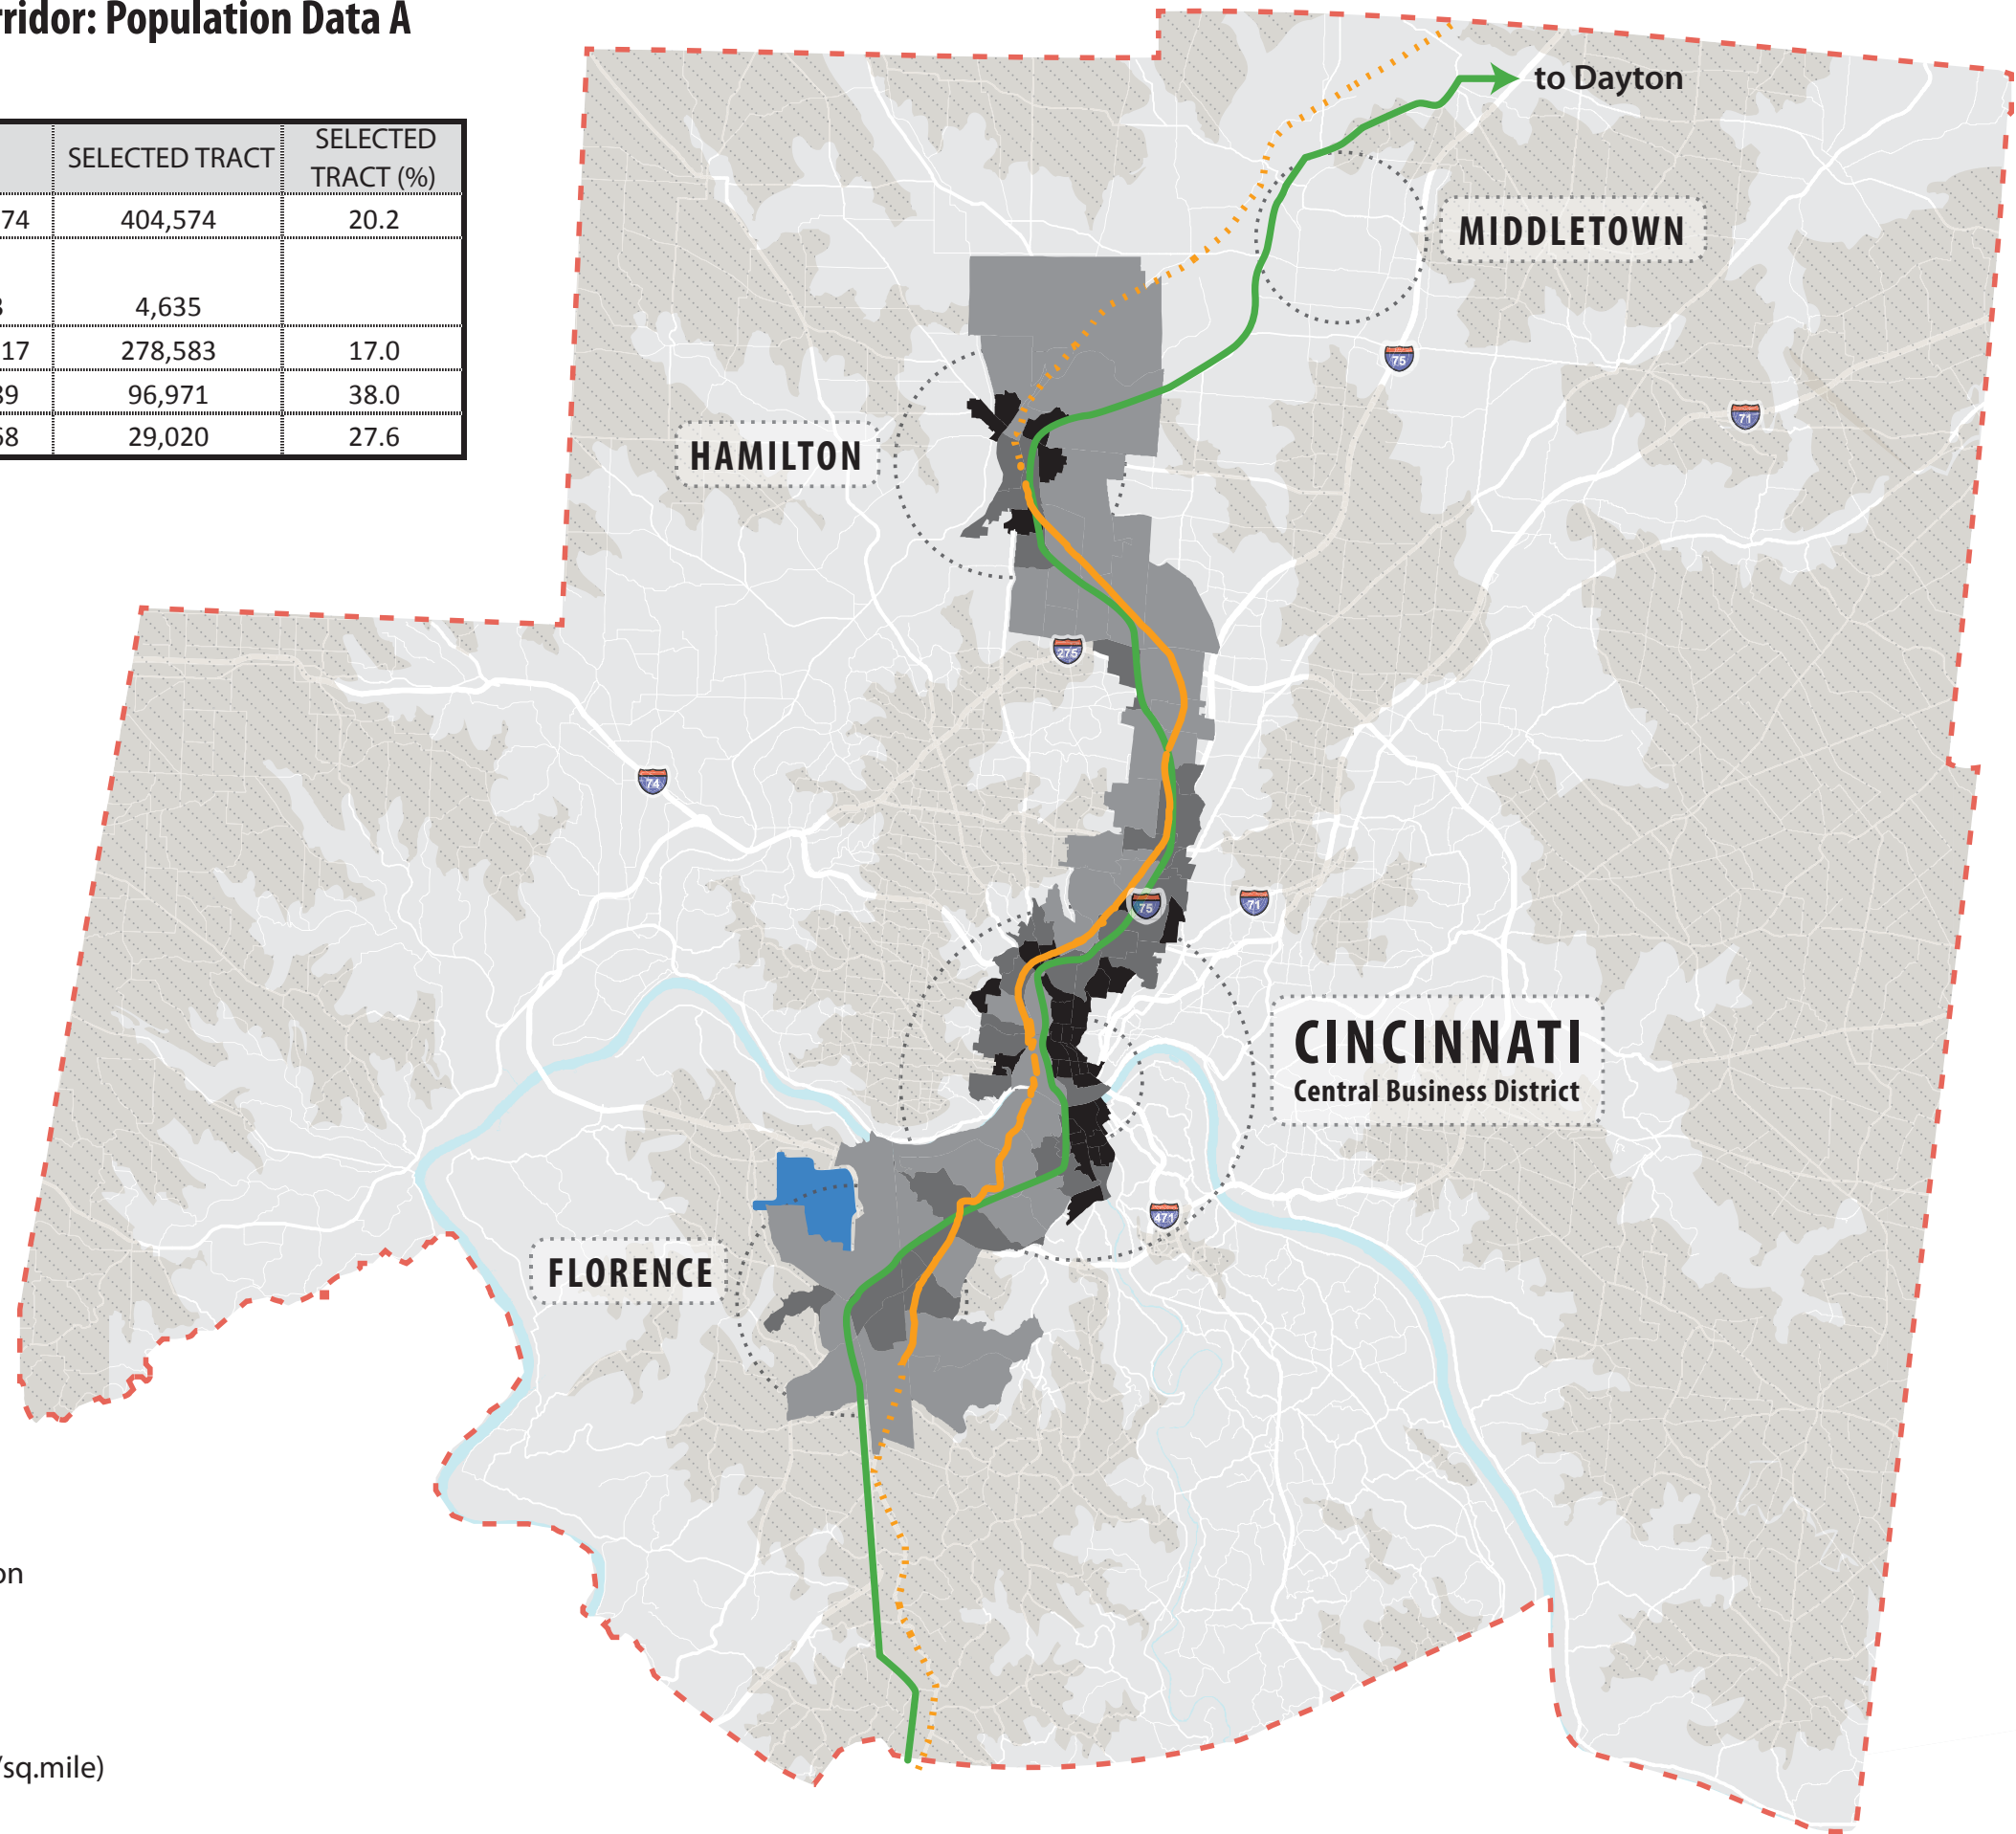 rridor: Population Data A
SELECTED TRACT
SELECTED
TRACT (%)
74 404,574 20.2
3 4,635
17 278,583 17.0
39 96,971 38.0
58 29,020 27.6
to Dayton
MIDDLETOWN
75
71
HAMILTON
275
74
75
71
CINCINNATI
Central Business District
471
FLORENCE
on
/sq.mile)